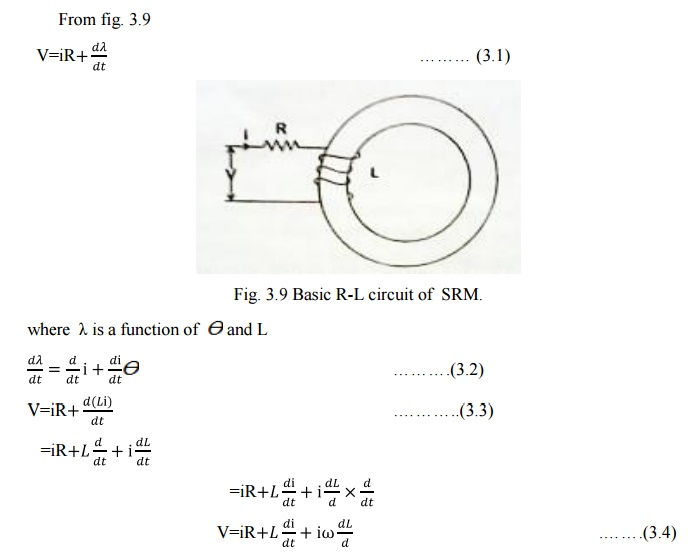 From fig. 3.9
V=iR+ dλ/dt ……… (3.1)
i R
V L
Fig. 3.9 Basic R-L circuit of SRM.
where λ is a function of θ and L
dλ/dt = d/dt i + di/dt θ ……….(3.2)
V=iR+ d(Li)/dt ………..(3.3)
=iR+L d/dt + i dL/dt
=iR+L di/dt + i dL/d × d/dt
V=iR+L di/dt + iω dL/d ……..(3.4)